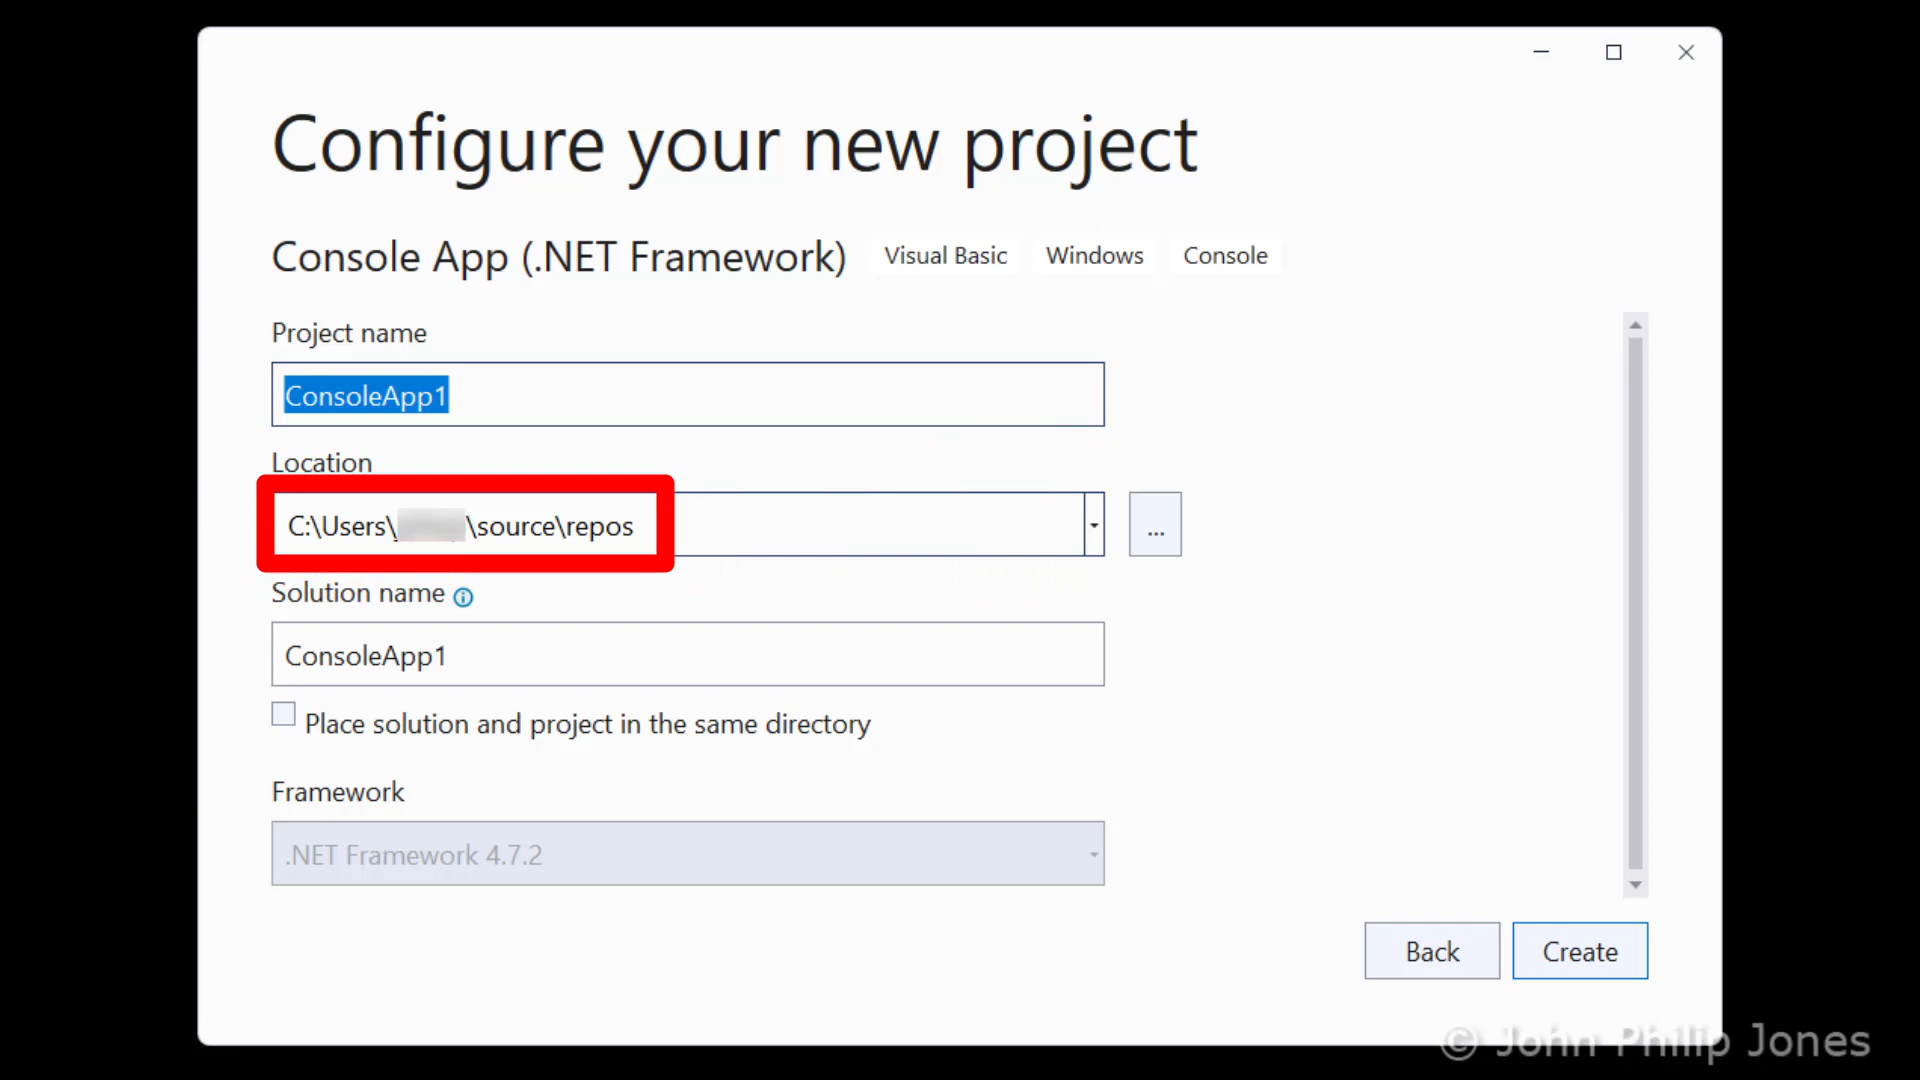 Configure your new project
Console App (.NET Framework) Visual Basic Windows Console
Project name
ConsoleApp1
Location
C:\Users\ \source\repos
...
Solution name
ConsoleApp1
Place solution and project in the same directory
Framework
.NET Framework 4.7.2
Back Create
© John Philip Jones